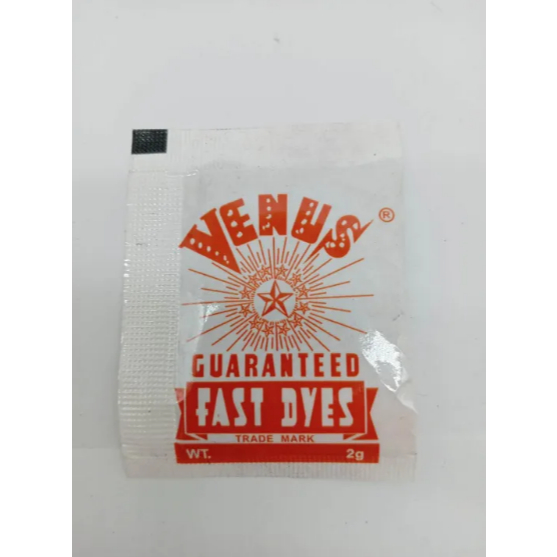 VENUS ®
GUARANTEED
FAST DYES
TRADE MARK
WT. 2g